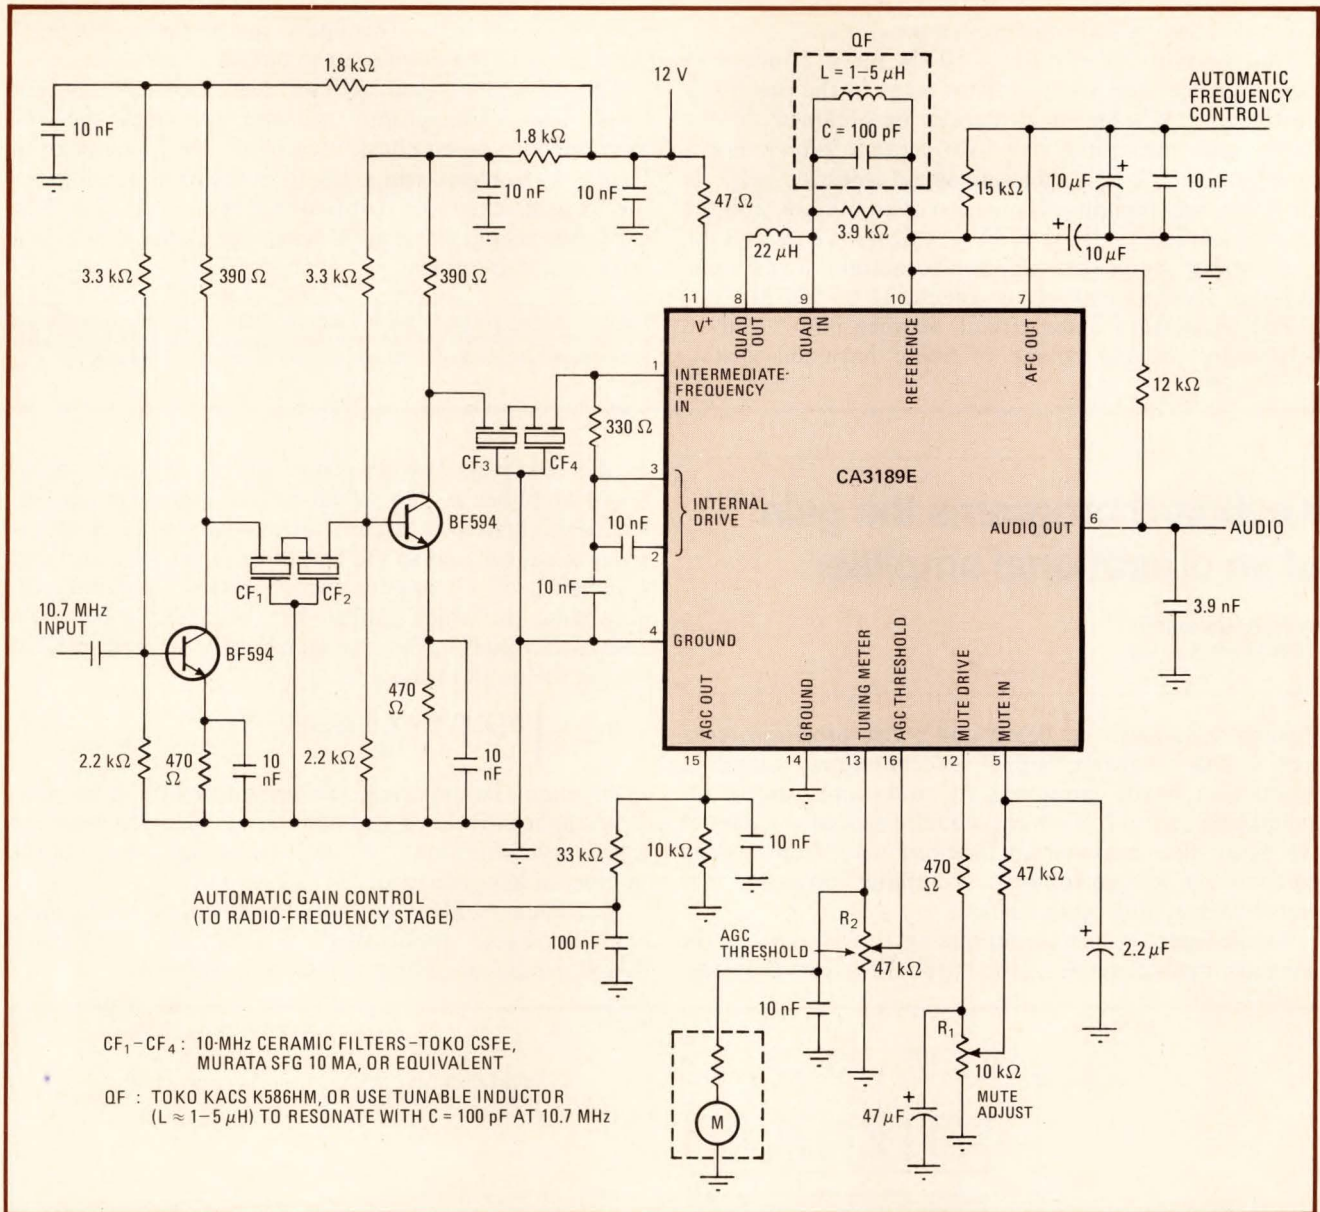 QF
1.8 kΩ
12 V
L = 1–5 μH
AUTOMATIC
FREQUENCY
CONTROL
10 nF
1.8 kΩ
C = 100 pF
10 nF
10 nF
47 Ω
15 kΩ
+
10 μF
10 nF
3.9 kΩ
+
10 μF
22 μH
3.3 kΩ
390 Ω
3.3 kΩ
390 Ω
11
8
9
10
7
V+
QUAD
OUT
QUAD
IN
REFERENCE
AFC OUT
1
INTERMEDIATE-
FREQUENCY
IN
12 kΩ
330 Ω
CF3
CF4
3
CA3189E
INTERNAL
DRIVE
BF594
10 nF
2
AUDIO OUT
6
AUDIO
CF1
CF2
10 nF
10.7 MHz
INPUT
3.9 nF
BF594
4
GROUND
470
Ω
AGC OUT
GROUND
TUNING METER
AGC THRESHOLD
MUTE DRIVE
MUTE IN
2.2 kΩ
470
Ω
10
nF
2.2 kΩ
10
nF
15
14
13
16
12
5
33 kΩ
10 kΩ
10 nF
470
Ω
47 kΩ
AUTOMATIC GAIN CONTROL
(TO RADIO-FREQUENCY STAGE)
100 nF
AGC
THRESHOLD
R2
47 kΩ
+
2.2 μF
10 nF
R1
10 kΩ
MUTE
ADJUST
+
47 μF
M
CF1–CF4 : 10-MHz CERAMIC FILTERS–TOKO CSFE,
MURATA SFG 10 MA, OR EQUIVALENT
QF : TOKO KACS K586HM, OR USE TUNABLE INDUCTOR
(L ≈ 1–5 μH) TO RESONATE WITH C = 100 pF AT 10.7 MHz